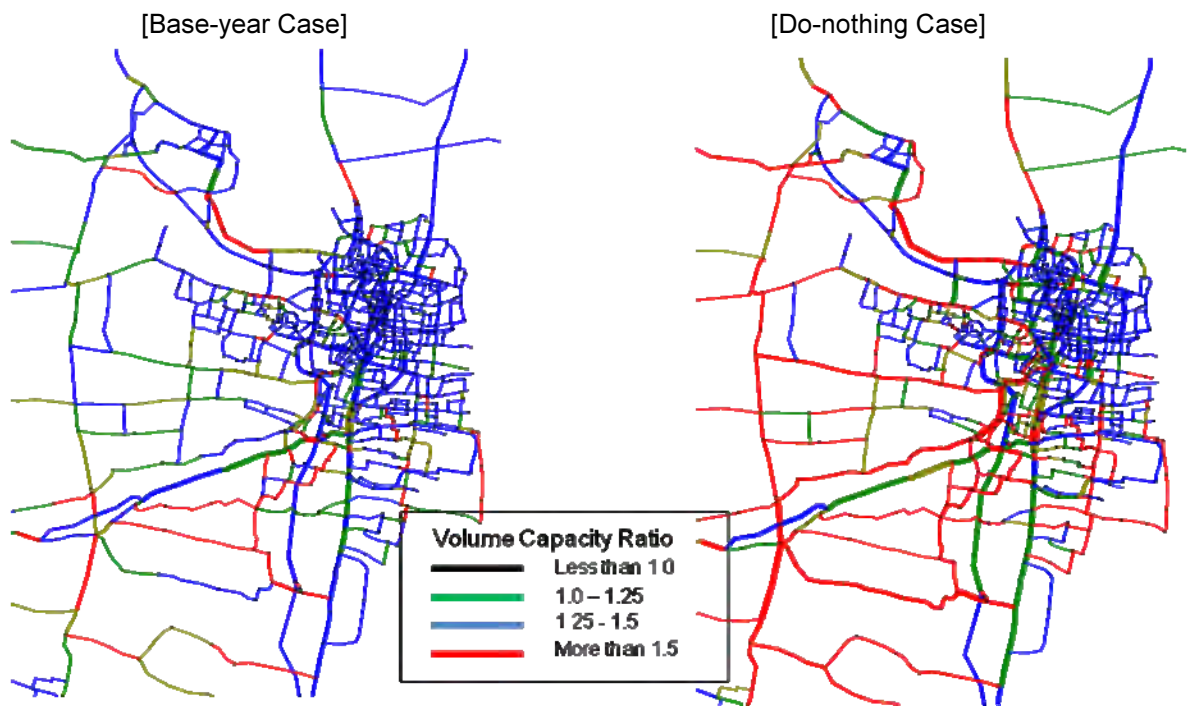 [Base-year Case]
[Do-nothing Case]
Volume Capacity Ratio
Less than 1 0
1.0 – 1.25
1 25 - 1.5
More than 1.5